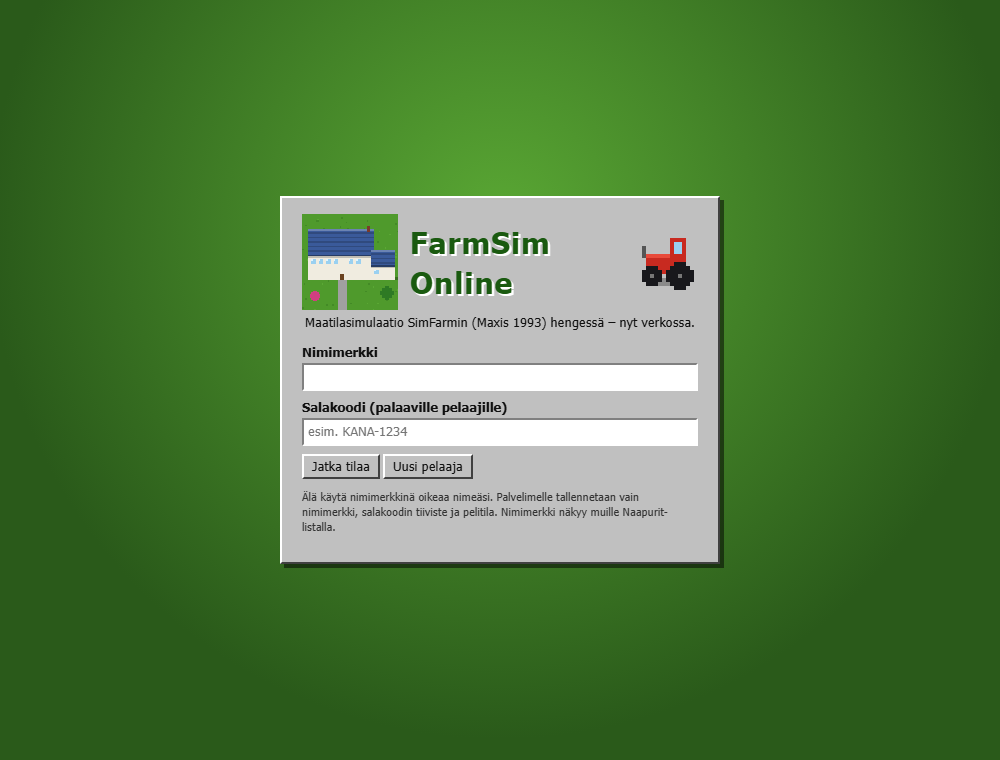 FarmSim
Online
Maatilasimulaatio SimFarmin (Maxis 1993) hengessä – nyt verkossa.
Nimimerkki
Salakoodi (palaaville pelaajille)
esim. KANA-1234
Jatka tilaa Uusi pelaaja
Älä käytä nimimerkkinä oikeaa nimeäsi. Palvelimelle tallennetaan vain
nimimerkki, salakoodin tiiviste ja pelitila. Nimimerkki näkyy muille Naapurit-
listalla.